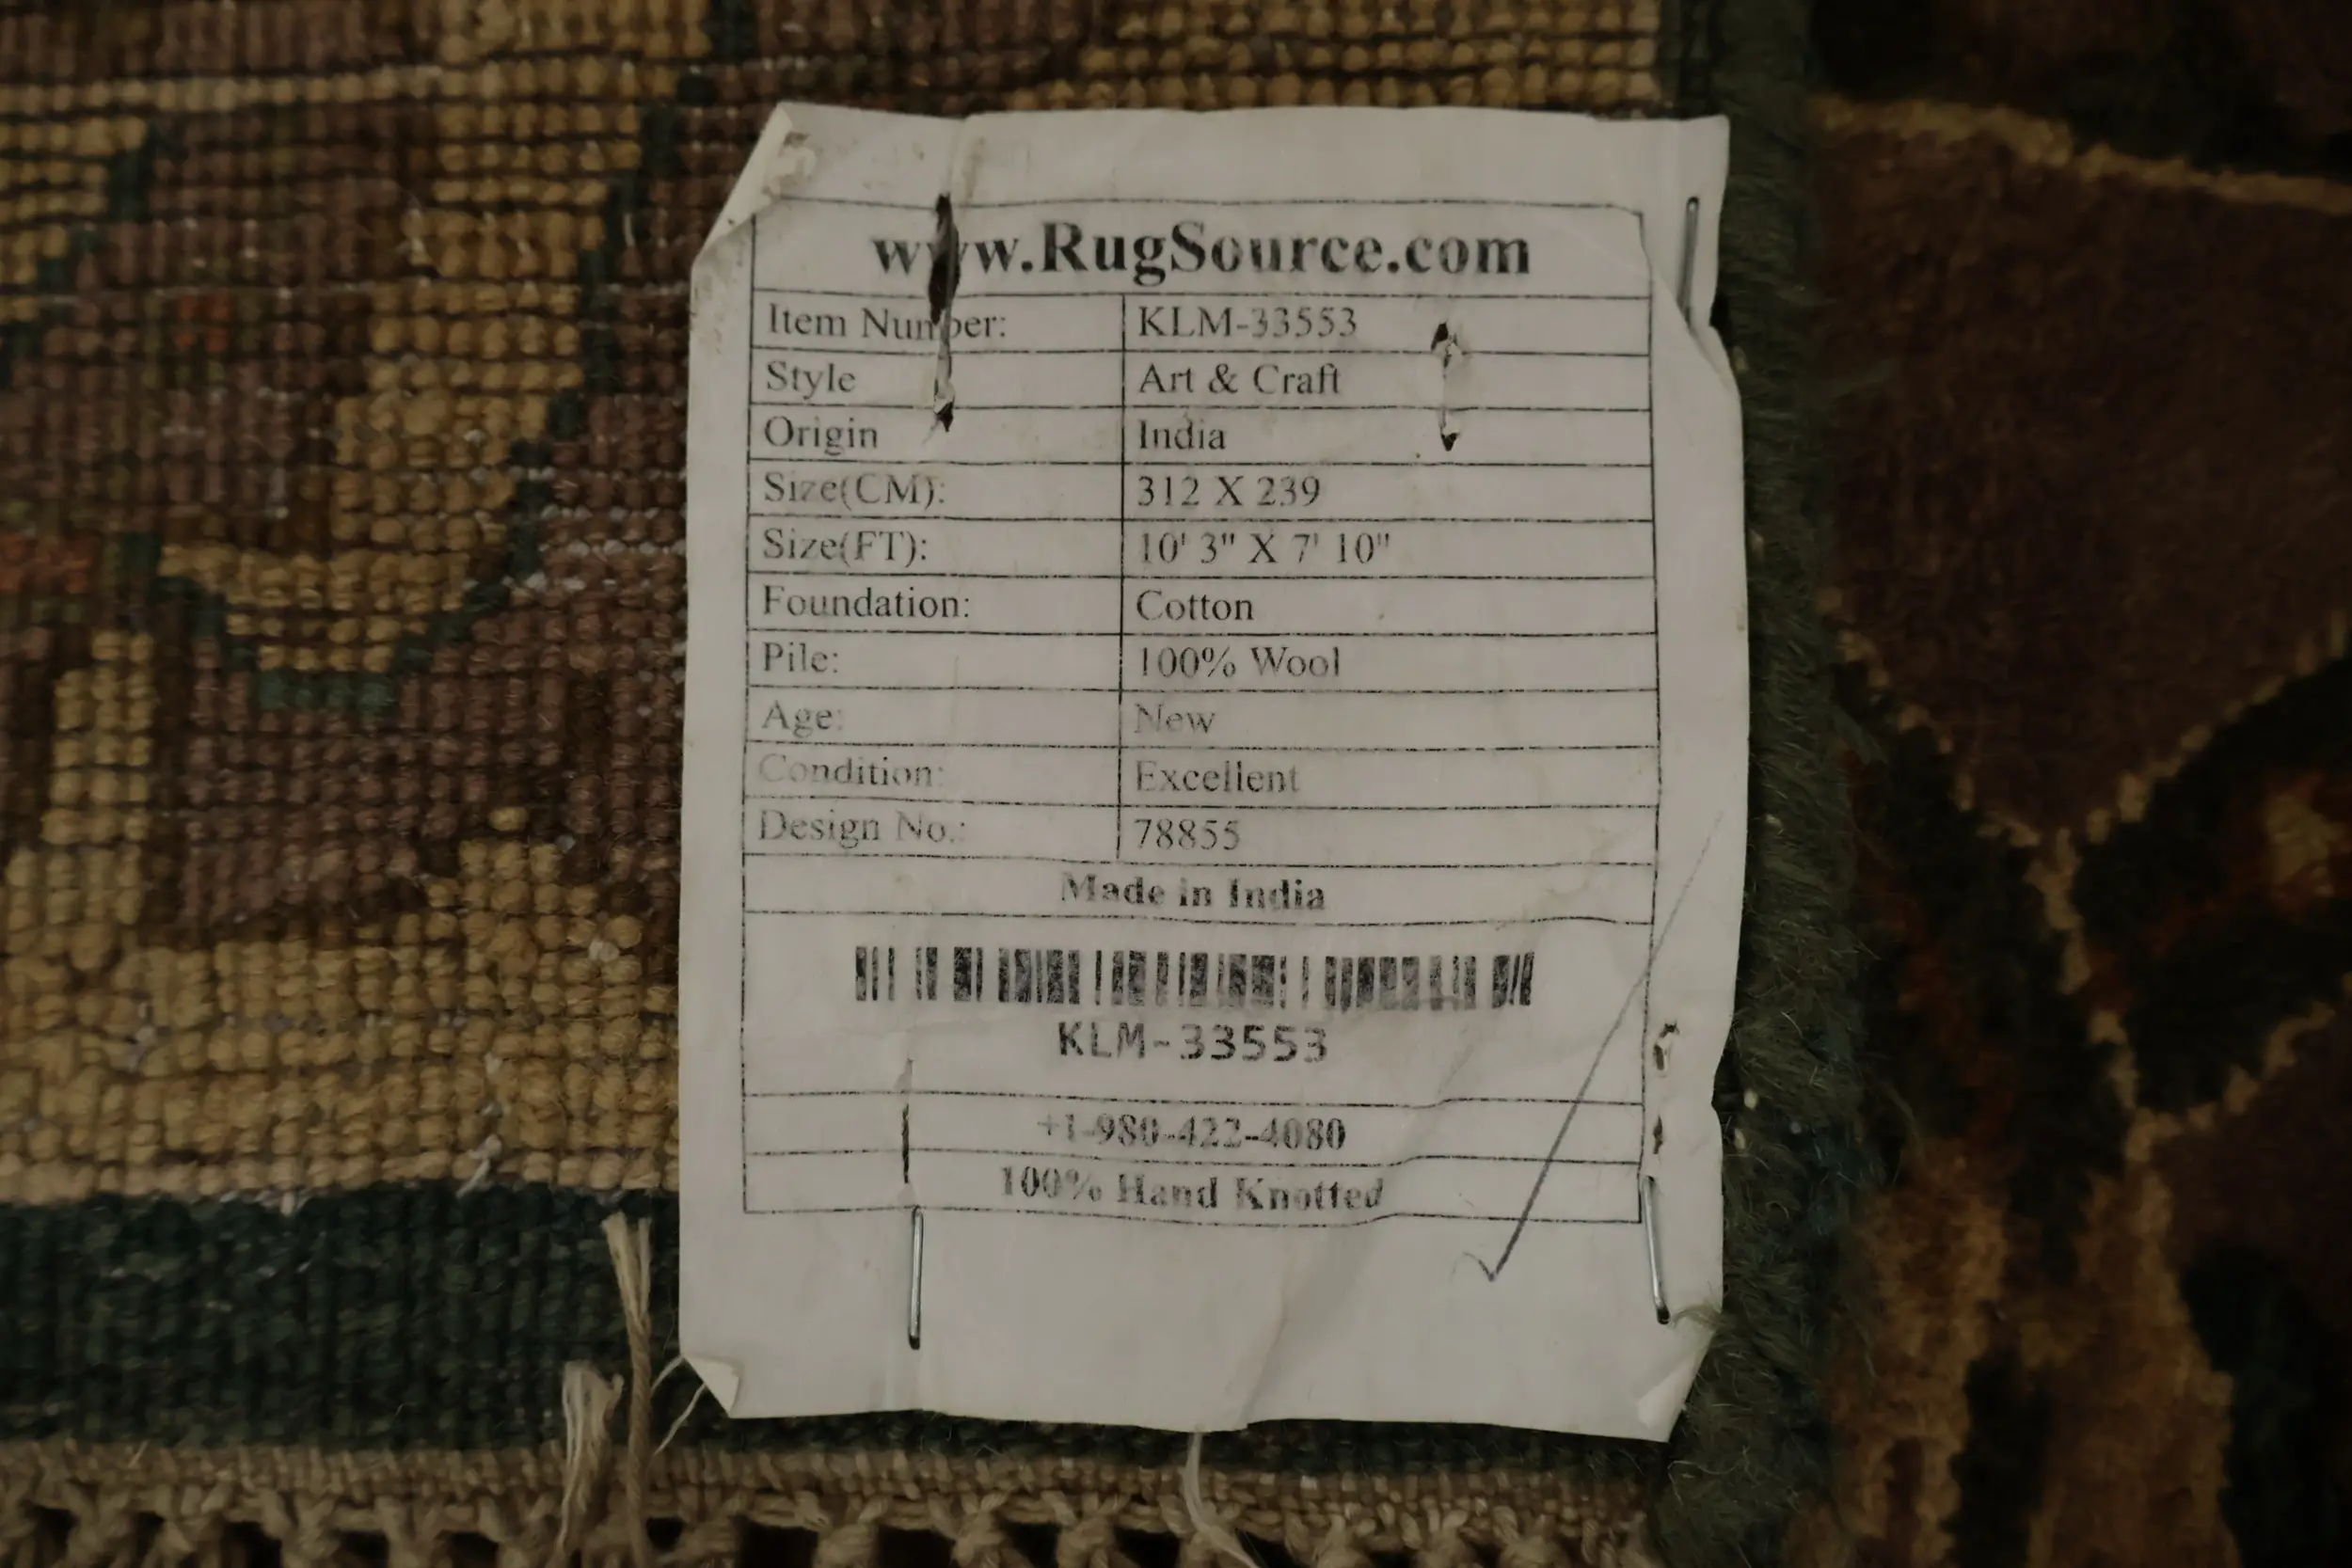 www.RugSource.com
Item Number: KLM-33553
Style Art & Craft
Origin India
Size(CM): 312 X 239
Size(FT): 10' 3" X 7' 10"
Foundation: Cotton
Pile: 100% Wool
Age: New
Condition: Excellent
Design No.: 78855
Made in India
KLM-33553
+1-980-422-4080
100% Hand Knotted